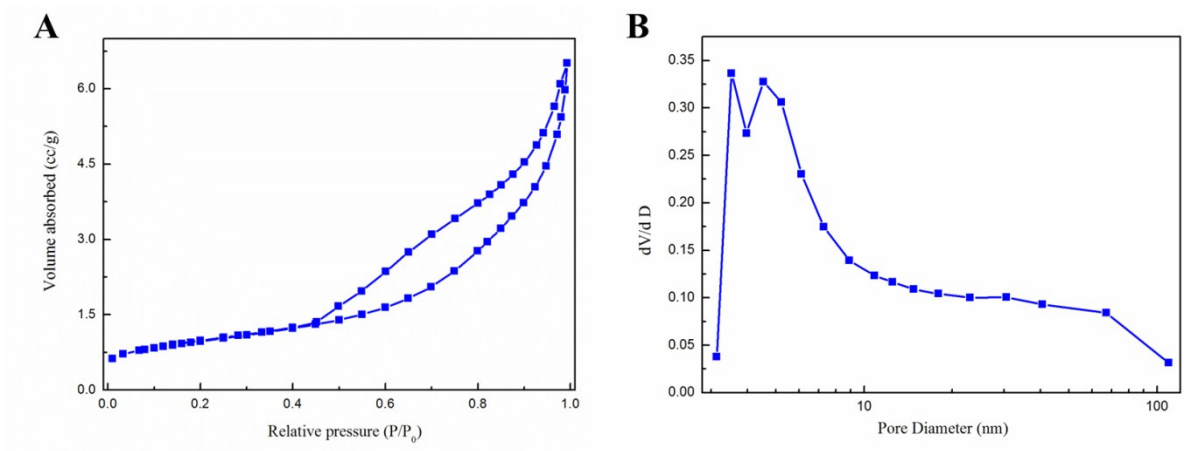 A
Volume absorbed (cc/g)
6.0
4.5
3.0
1.5
0.0
0.0 0.2 0.4 0.6 0.8 1.0
Relative pressure (P/P0)
B
dV/d D
0.35
0.30
0.25
0.20
0.15
0.10
0.05
0.00
10 100
Pore Diameter (nm)